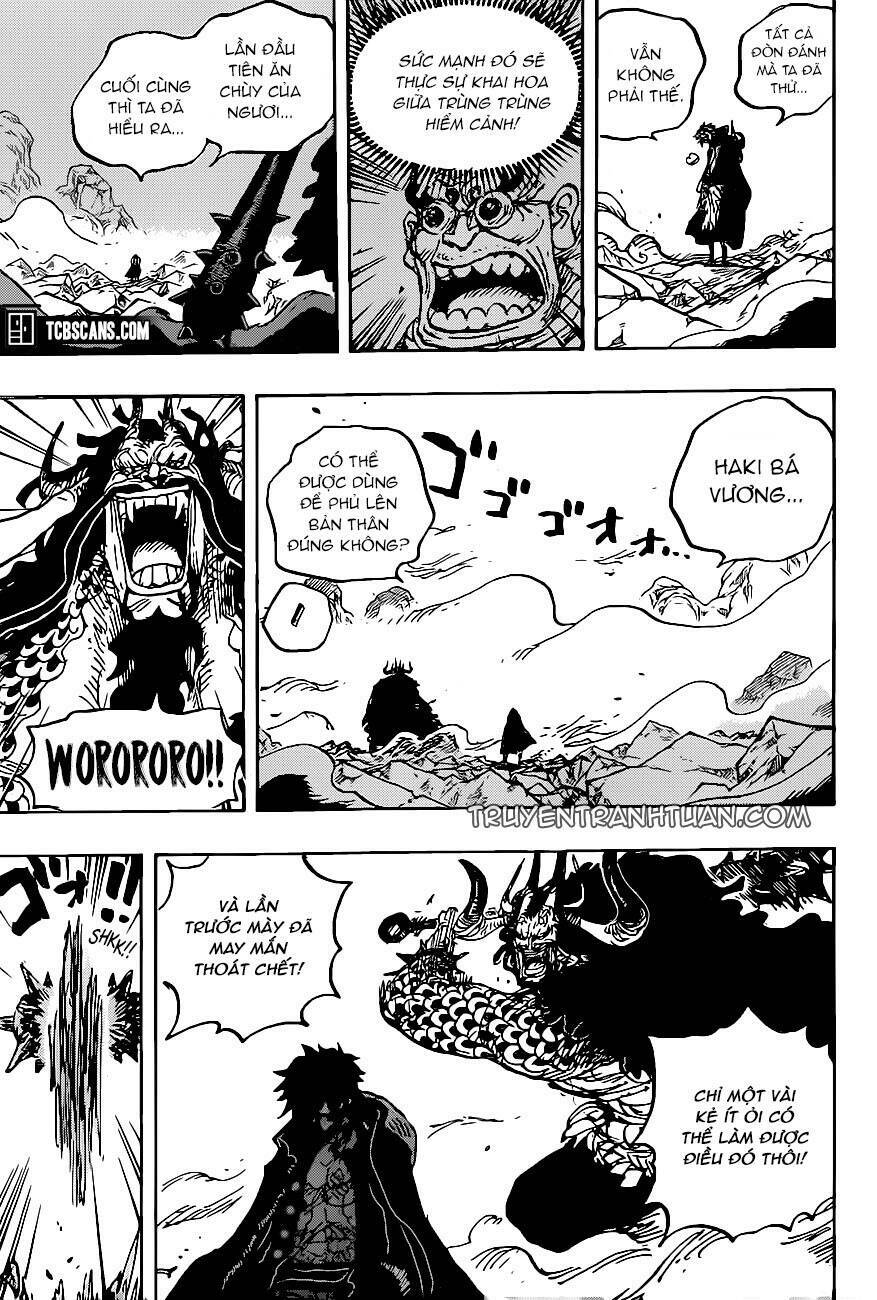 TẤT CẢ
ĐÒN ĐÁNH
MÀ TA ĐÃ
THỬ...
VẪN
KHÔNG
PHẢI THẾ.
SỨC MẠNH ĐÓ SẼ
THỰC SỰ KHAI HOA
GIỮA TRÙNG TRÙNG
HIỂM CẢNH!
LẦN ĐẦU
TIÊN ĂN
CHÙY CỦA
NGƯƠI...
CUỐI CÙNG
THÌ TA ĐÃ
HIỂU RA...
TCBSCANS.COM
HAKI BÁ
VƯƠNG...
ゴゴゴオオ...
CÓ THỂ
ĐƯỢC DÙNG
ĐỂ PHỦ LÊN
BẢN THÂN
ĐÚNG KHÔNG?
WORORORO!!
TRUYENTRANHTUAN.COM
CHỈ MỘT VÀI
KẺ ÍT ỎI CÓ
THỂ LÀM ĐƯỢC
ĐIỀU ĐÓ THÔI!
VÀ LẦN
TRƯỚC MÀY ĐÃ
MAY MẮN
THOÁT CHẾT!
SHKK!!